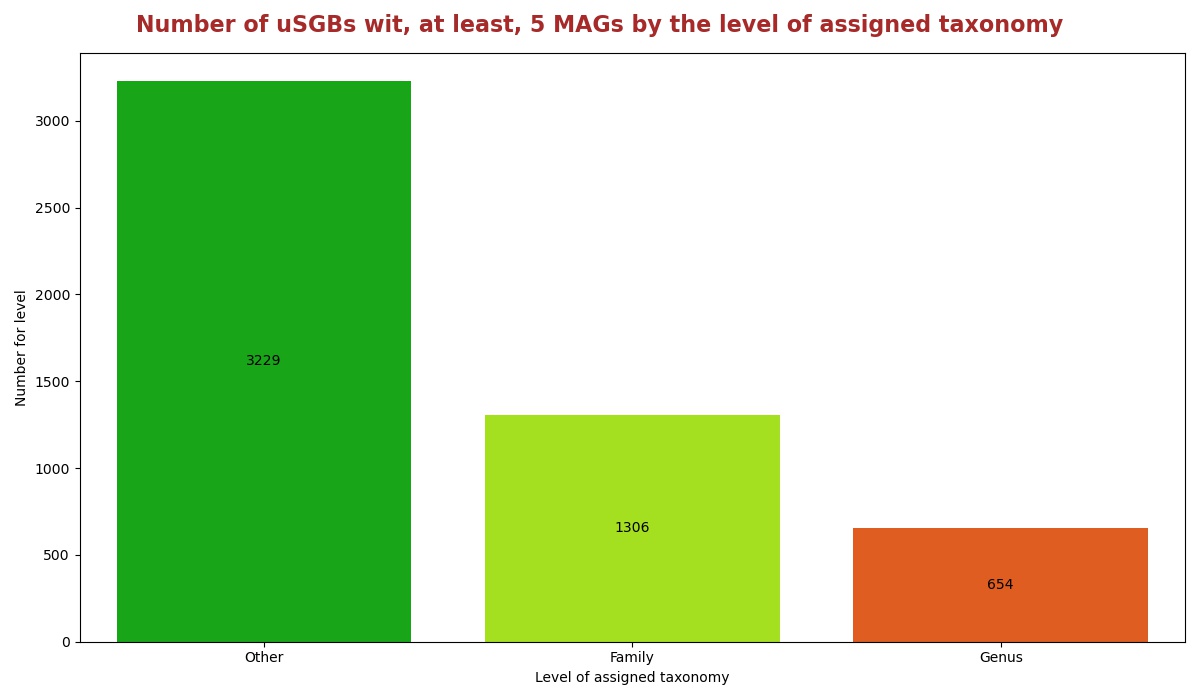 Number of uSGBs wit, at least, 5 MAGs by the level of assigned taxonomy
Number for level
3000
2500
2000
1500
1000
500
0
3229
1306
654
Other
Family
Genus
Level of assigned taxonomy